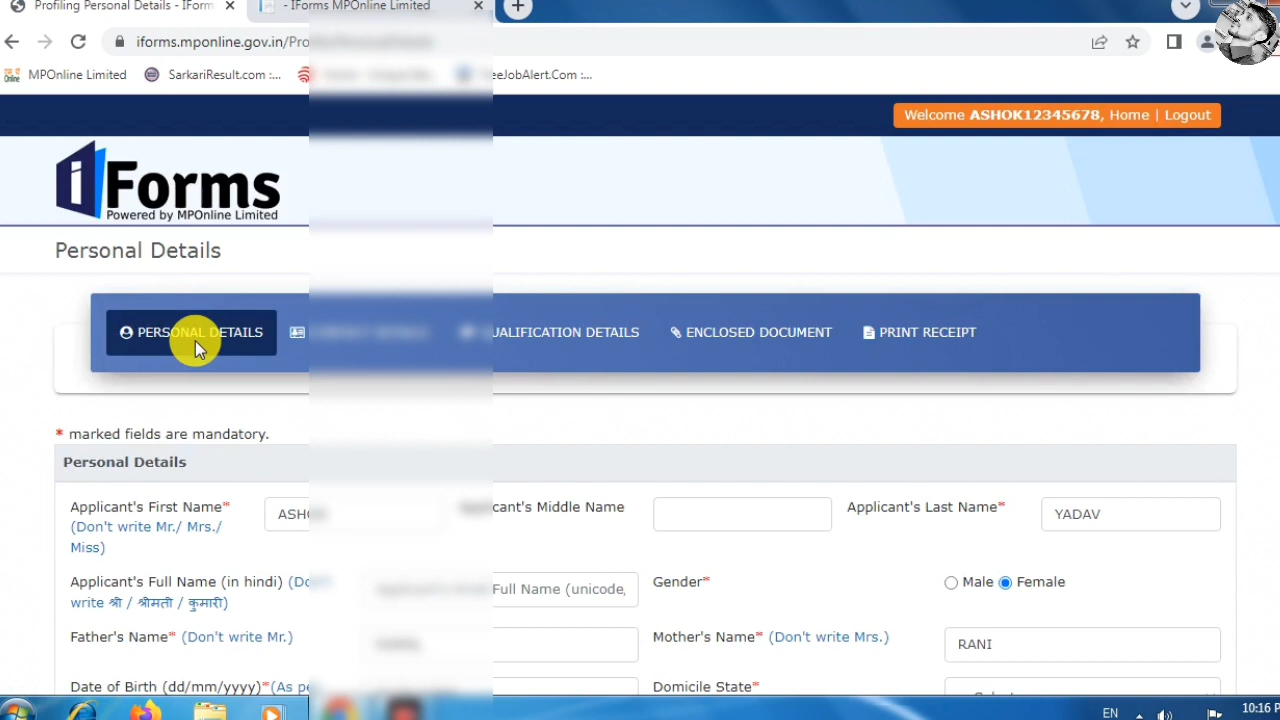 Profiling Personal Details - IForm
- IForms MPOnline Limited
iforms.mponline.gov.in/Pro
MPOnline Limited SarkariResult.com :... eeJobAlert.Com :...
Welcome ASHOK12345678, Home | Logout
iForms
Powered by MPOnline Limited
Personal Details
PERSONAL DETAILS QUALIFICATION DETAILS ENCLOSED DOCUMENT PRINT RECEIPT
* marked fields are mandatory.
Personal Details
Applicant's First Name* ASHOK Applicant's Middle Name Applicant's Last Name* YADAV
(Don't write Mr./ Mrs./
Miss)
Applicant's Full Name (in hindi) (Don't Full Name (unicode, Gender* Male Female
write श्री / श्रीमती / कुमारी)
Father's Name* (Don't write Mr.) Mother's Name* (Don't write Mrs.) RANI
Date of Birth (dd/mm/yyyy)*(As pe Domicile State*
EN 10:16 P